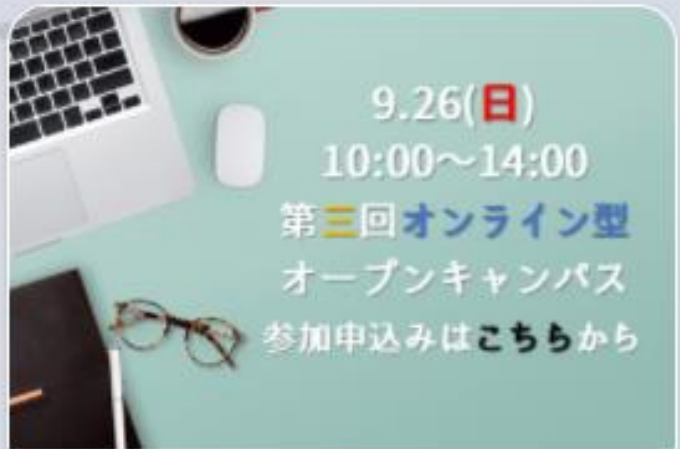 9.26(日)
10:00～14:00
第三回オンライン型
オープンキャンパス
参加申込みはこちらから